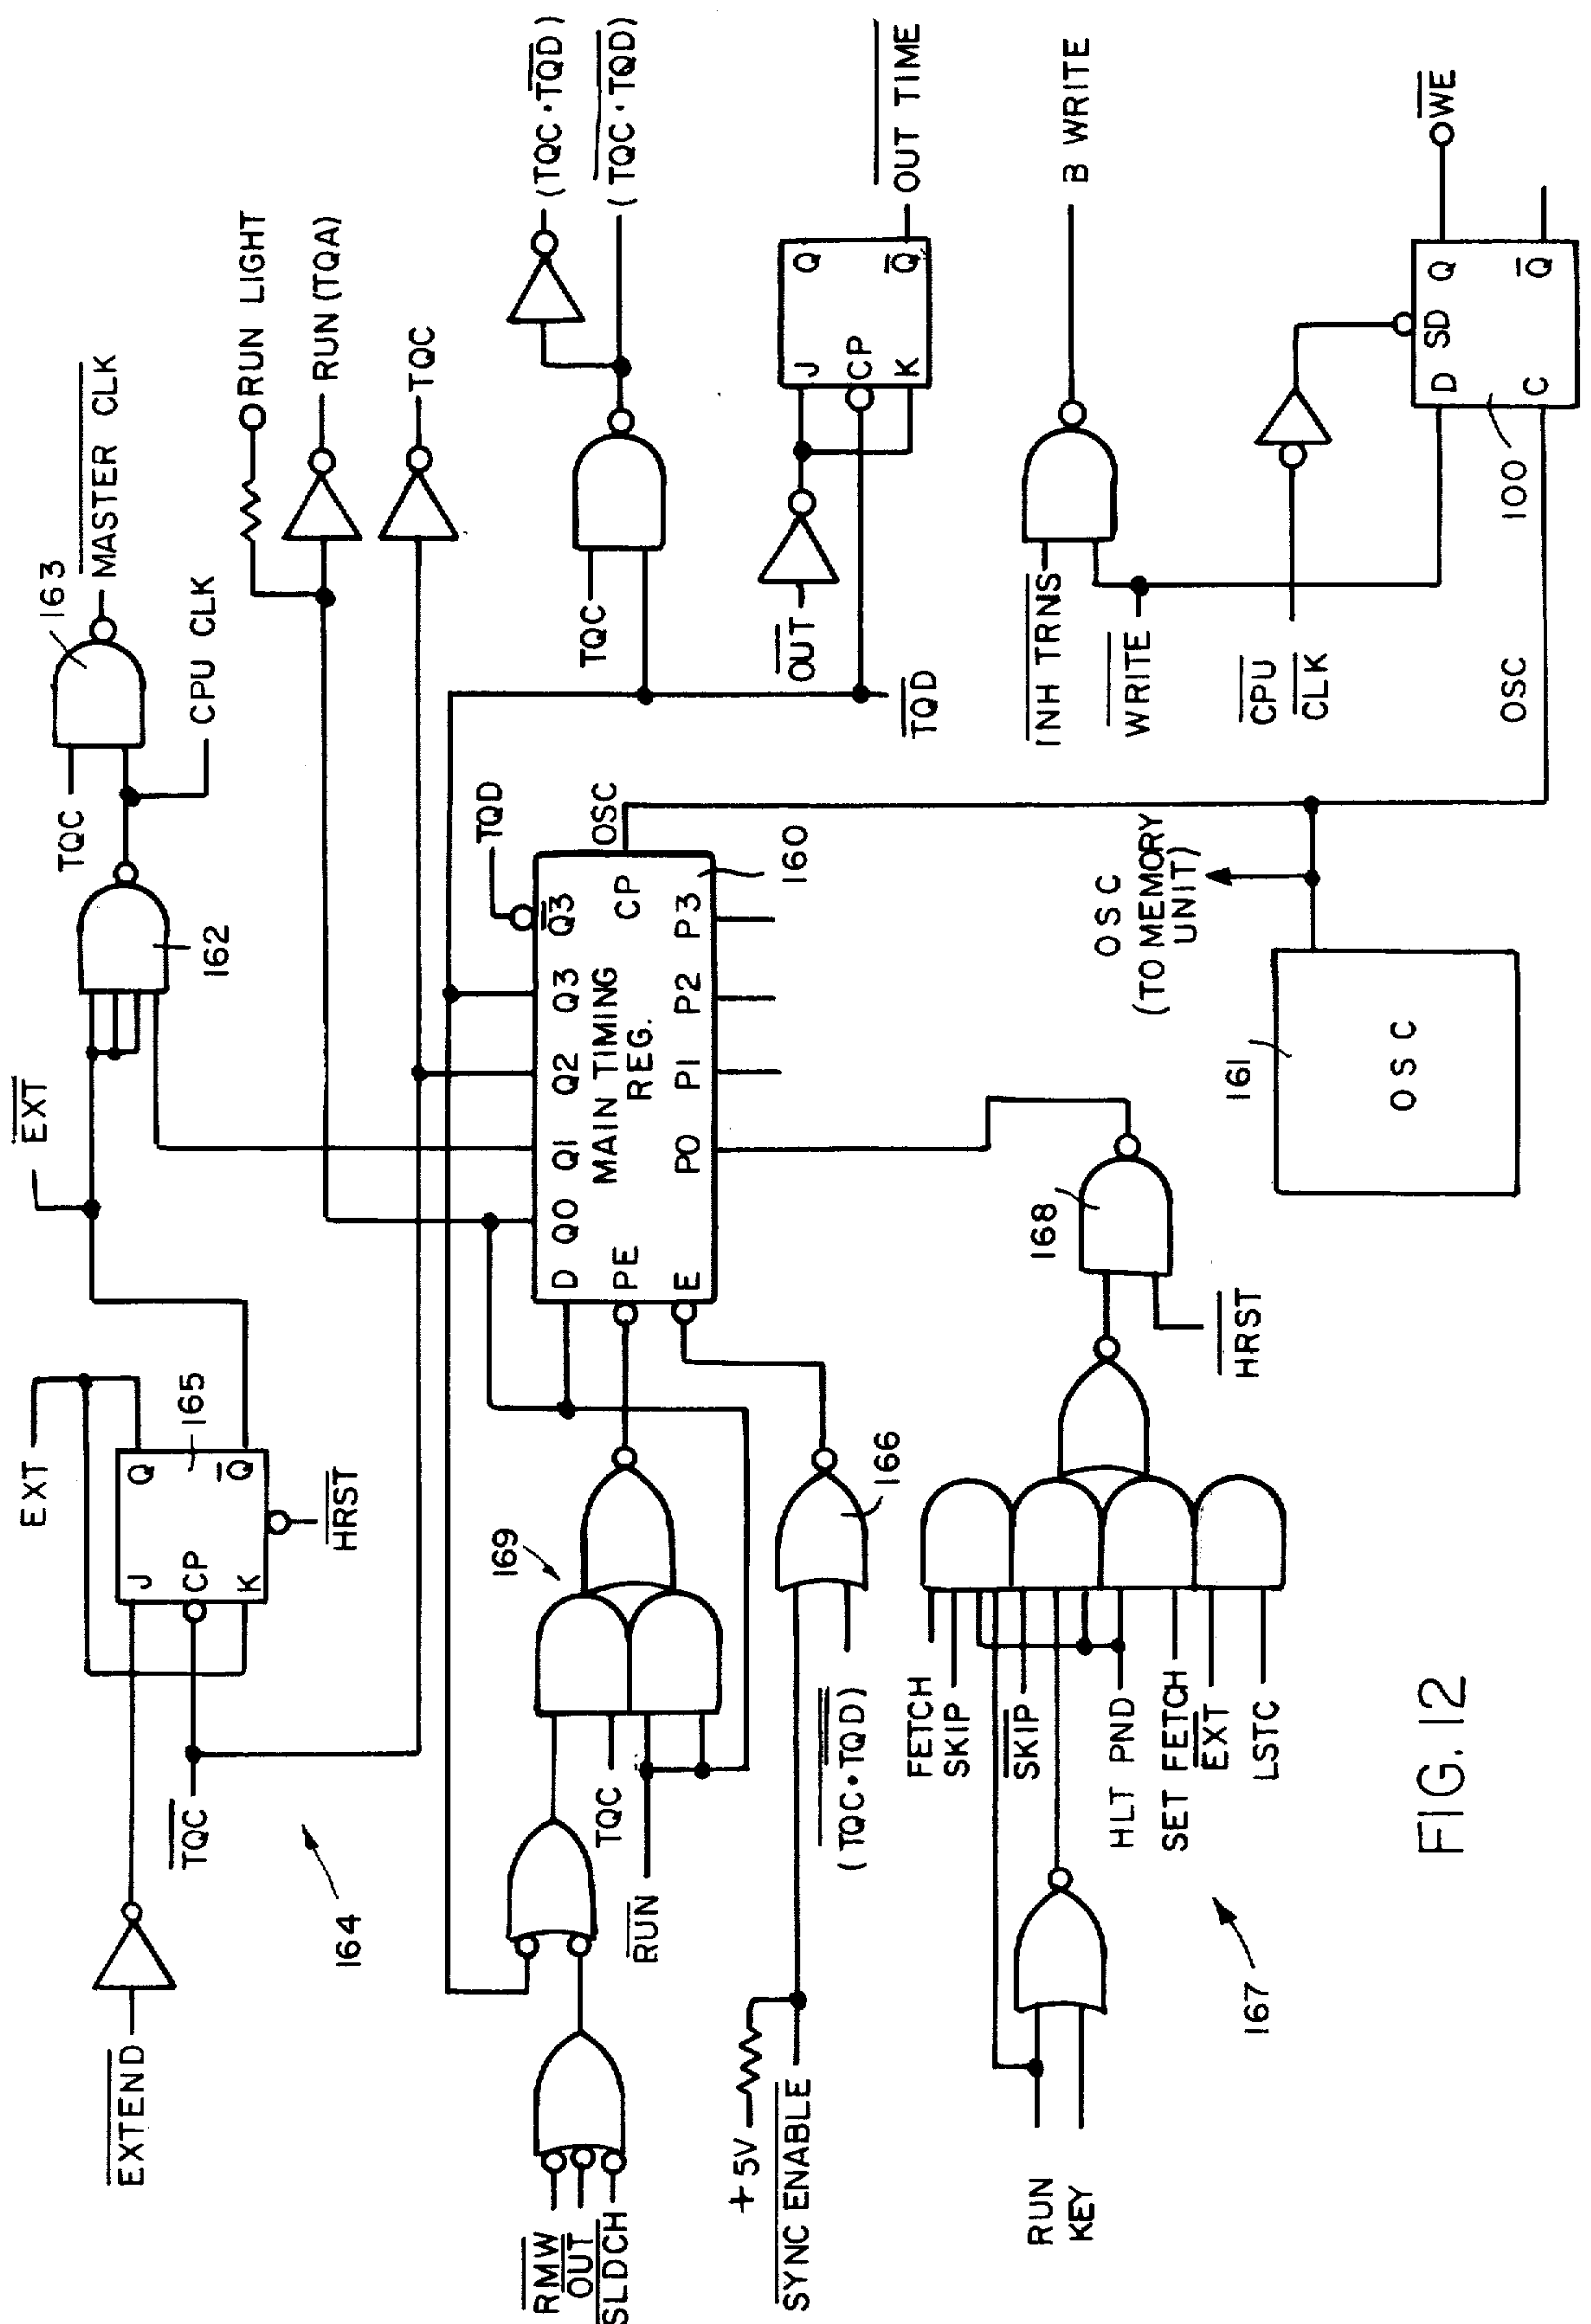 EXT
EXT
163
MASTER CLK
TQC
CPU CLK
162
RUN LIGHT
RUN (TQA)
TQC
(TQC•TQD)
(TQC•TQD)
EXTEND
J
Q
165
CP
K
Q
HRST
TQC
164
TQD
TQC
OUT
J
Q
CP
K
Q
OUT TIME
TQD
D
Q0
Q1
Q2
Q3
Q3
PE
MAIN TIMING
REG.
CP
OSC
E
P0
P1
P2
P3
160
RMW
OUT
SLDCH
169
TQC
RUN
+5V
SYNC ENABLE
166
(TQC•TQD)
INH TRNS
WRITE
B WRITE
FETCH
SKIP
SKIP
HLT PND
SET FETCH
EXT
LSTC
168
HRST
RUN
KEY
167
OSC
(TO MEMORY
UNIT)
161
OSC
CPU
CLK
OSC
D
SD
Q
C
Q
100
WE
FIG. 12